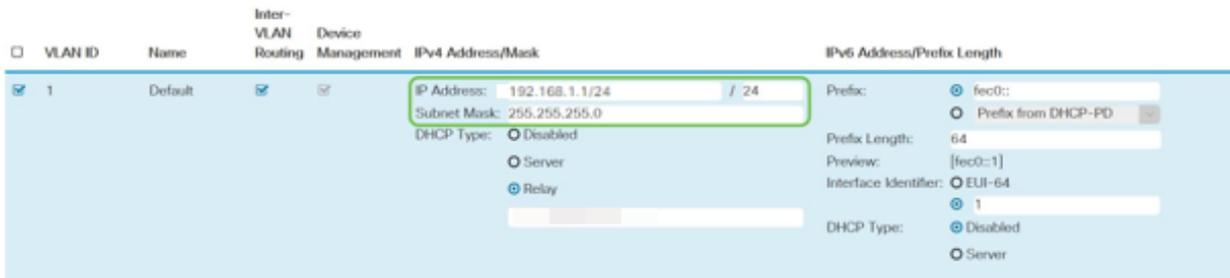 Inter-
VLAN Device
VLAN ID Name Routing Management IPv4 Address/Mask IPv6 Address/Prefix Length
1 Default IP Address: 192.168.1.1/24 / 24 Prefix: fec0::
Subnet Mask: 255.255.255.0 Prefix from DHCP-PD
DHCP Type: Disabled Prefix Length: 64
Server Preview: [fec0::1]
Relay Interface Identifier: EUI-64
1
DHCP Type: Disabled
Server